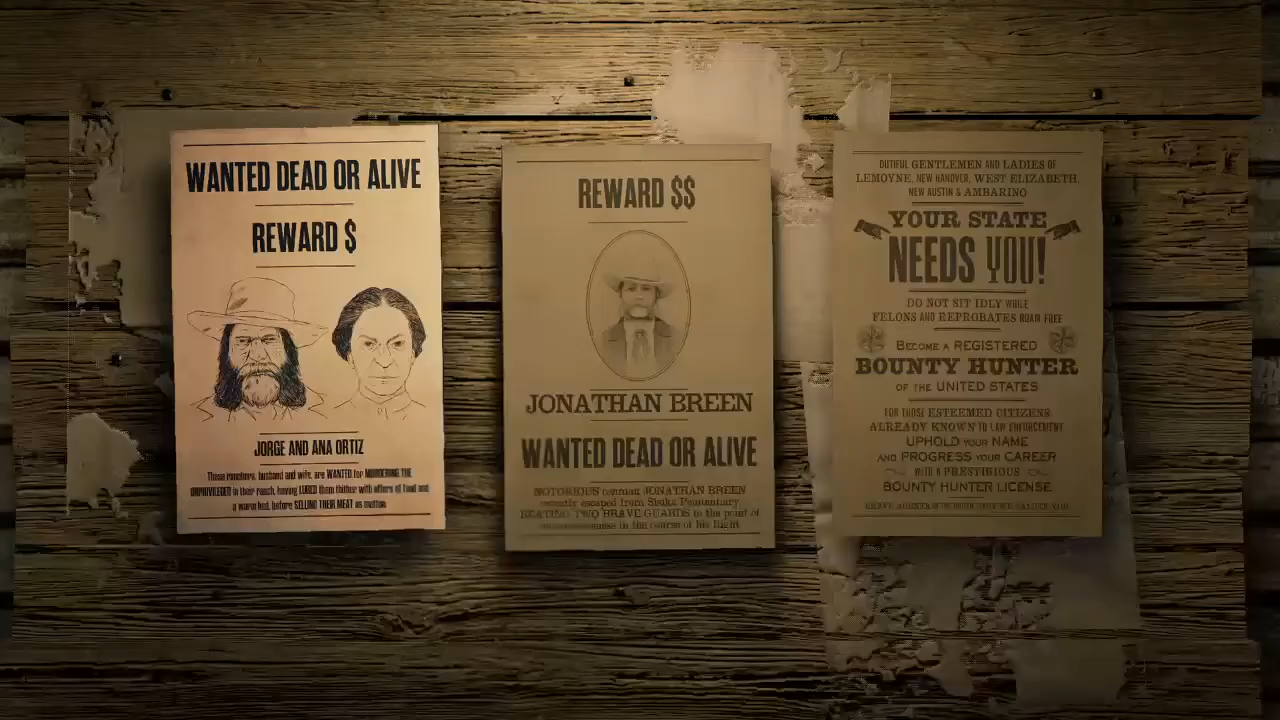 WANTED DEAD OR ALIVE
REWARD $
JORGE AND ANA ORTIZ
These ranchers, husband and wife, are WANTED for MURDERING THE
UNPRIVILEGED in their ranch, having LURED them thither with offers of food and
a warm bed, before SELLING THEIR MEAT as mutton
REWARD $$
JONATHAN BREEN
WANTED DEAD OR ALIVE
NOTORIOUS conman JONATHAN BREEN
recently escaped from Sisika Penitentiary
BEATING TWO BRAVE GUARDS to the point of
in the course of his flight
DUTIFUL GENTLEMEN AND LADIES OF
LEMOYNE, NEW HANOVER, WEST ELIZABETH,
NEW AUSTIN & AMBARINO
YOUR STATE
NEEDS YOU!
DO NOT SIT IDLY WHILE
FELONS AND REPROBATES ROAM FREE
BECOME A REGISTERED
BOUNTY HUNTER
OF THE UNITED STATES
FOR THOSE ESTEEMED CITIZENS
ALREADY KNOWN TO LAW ENFORCEMENT
UPHOLD YOUR NAME
AND PROGRESS YOUR CAREER
WITH A PRESTIGIOUS
BOUNTY HUNTER LICENSE